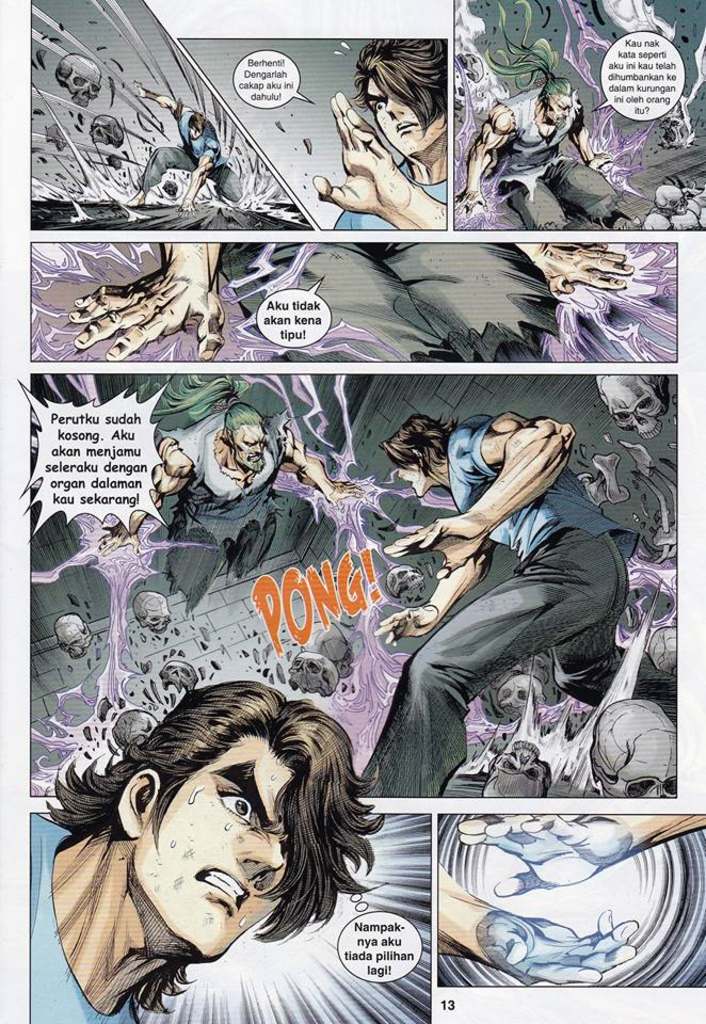 Berhenti!
Dengarlah
cakap aku ini
dahulu!
Kau nak
kata seperti
aku ini kau telah
dihumbankan ke
dalam kurungan
ini oleh orang
itu?
Aku tidak
akan kena
tipu!
Perutku sudah
kosong. Aku
akan menjamu
seleraku dengan
organ dalaman
kau sekarang!
PONG!
Nampak-
nya aku
tiada pilihan
lagi!
13